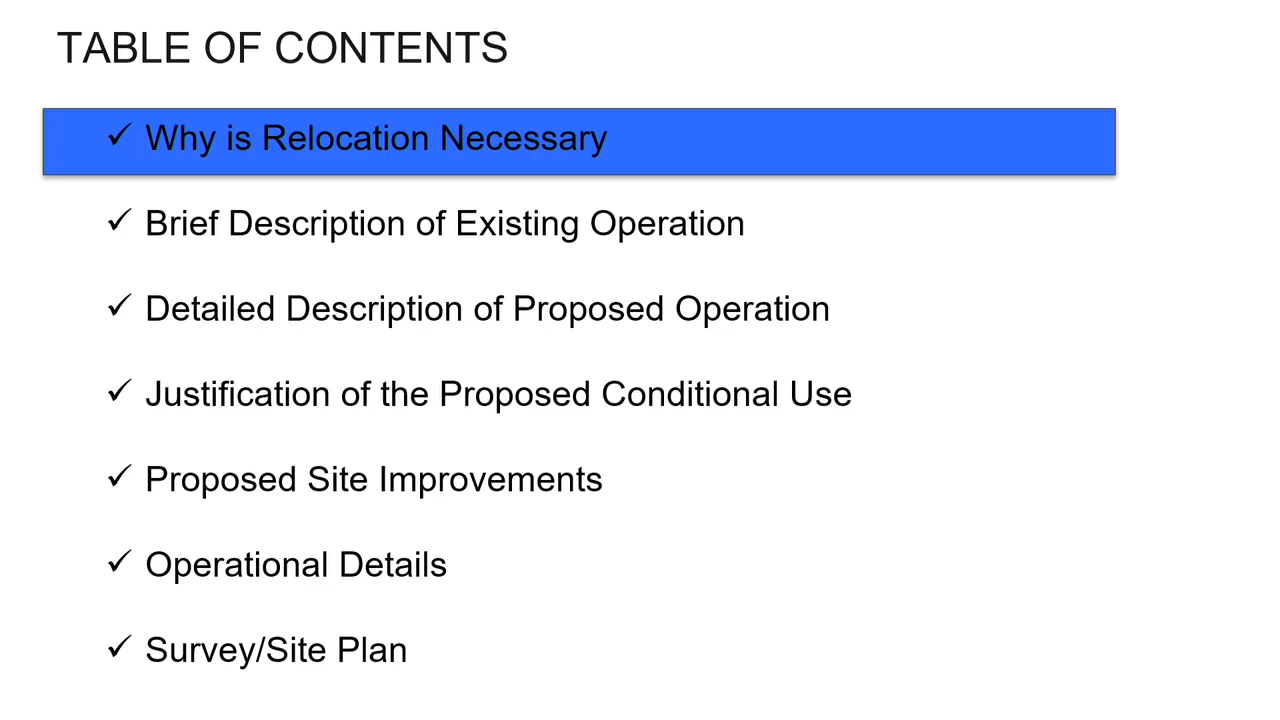 TABLE OF CONTENTS
✓ Why is Relocation Necessary
✓ Brief Description of Existing Operation
✓ Detailed Description of Proposed Operation
✓ Justification of the Proposed Conditional Use
✓ Proposed Site Improvements
✓ Operational Details
✓ Survey/Site Plan